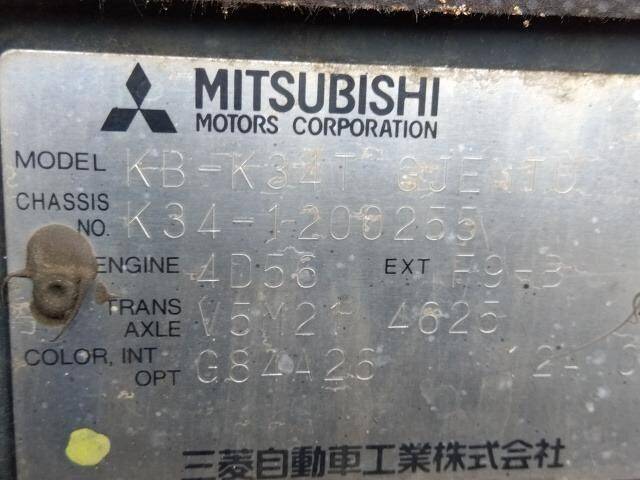 MITSUBISHI
MOTORS CORPORATION
MODEL KB-K34T
CHASSIS
NO. K34-1200255
ENGINE 4D56 EXT F9-B
TRANS
AXLE V5M21 4625
COLOR, INT
OPT G84A26
三菱自動車工業株式会社